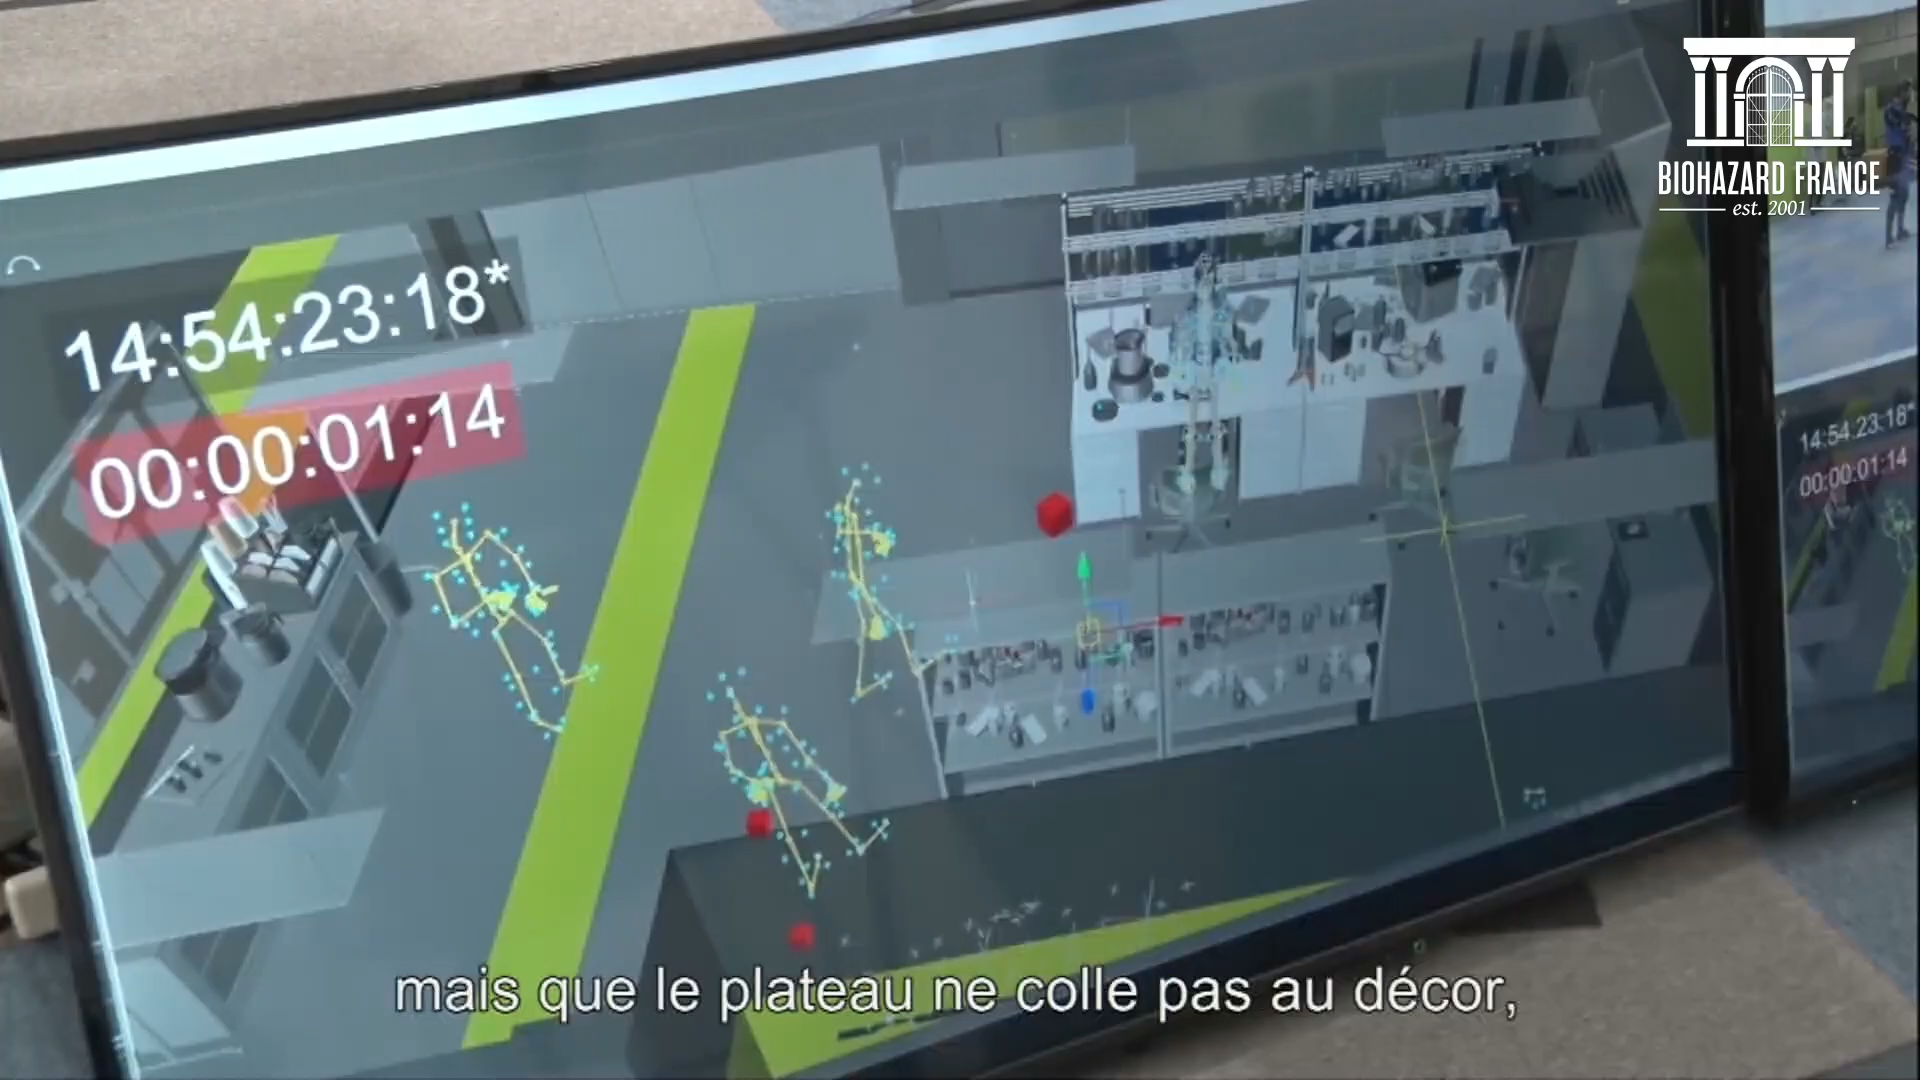 BIOHAZARD FRANCE
est. 2001
14:54:23:18*
00:00:01:14
14:54:23:18*
00:00:01:14
mais que le plateau ne colle pas au décor,